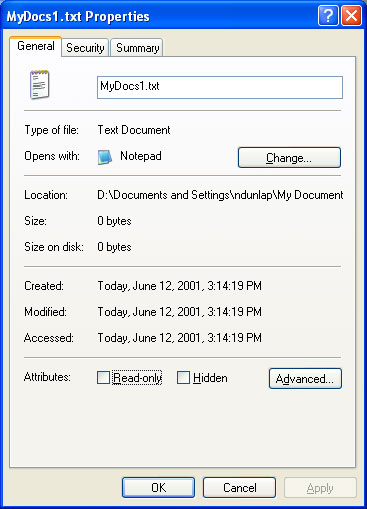 MyDocs1.txt Properties
General Security Summary
MyDocs1.txt
Type of file: Text Document
Opens with: Notepad Change...
Location: D:\Documents and Settings\ndunlap\My Document
Size: 0 bytes
Size on disk: 0 bytes
Created: Today, June 12, 2001, 3:14:19 PM
Modified: Today, June 12, 2001, 3:14:19 PM
Accessed: Today, June 12, 2001, 3:14:19 PM
Attributes: Read-only Hidden Advanced...
OK Cancel Apply